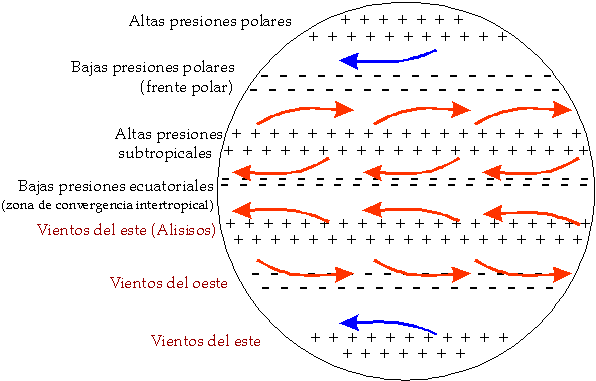 Altas presiones polares
Bajas presiones polares
(frente polar)
Altas presiones
subtropicales
Bajas presiones ecuatoriales
(zona de convergencia intertropical)
Vientos del este (Alisisos)
Vientos del oeste
Vientos del este